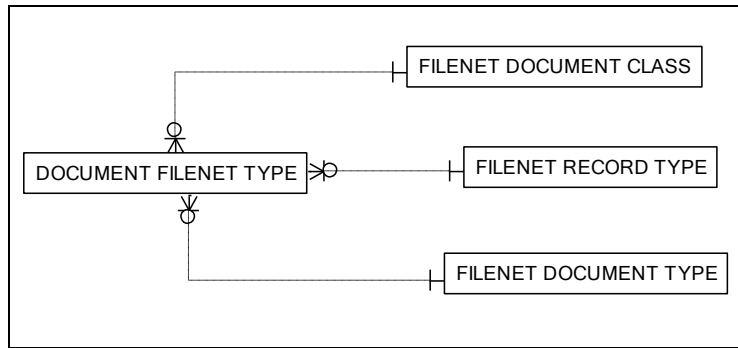 FILENET DOCUMENT CLASS
DOCUMENT FILENET TYPE
FILENET RECORD TYPE
FILENET DOCUMENT TYPE